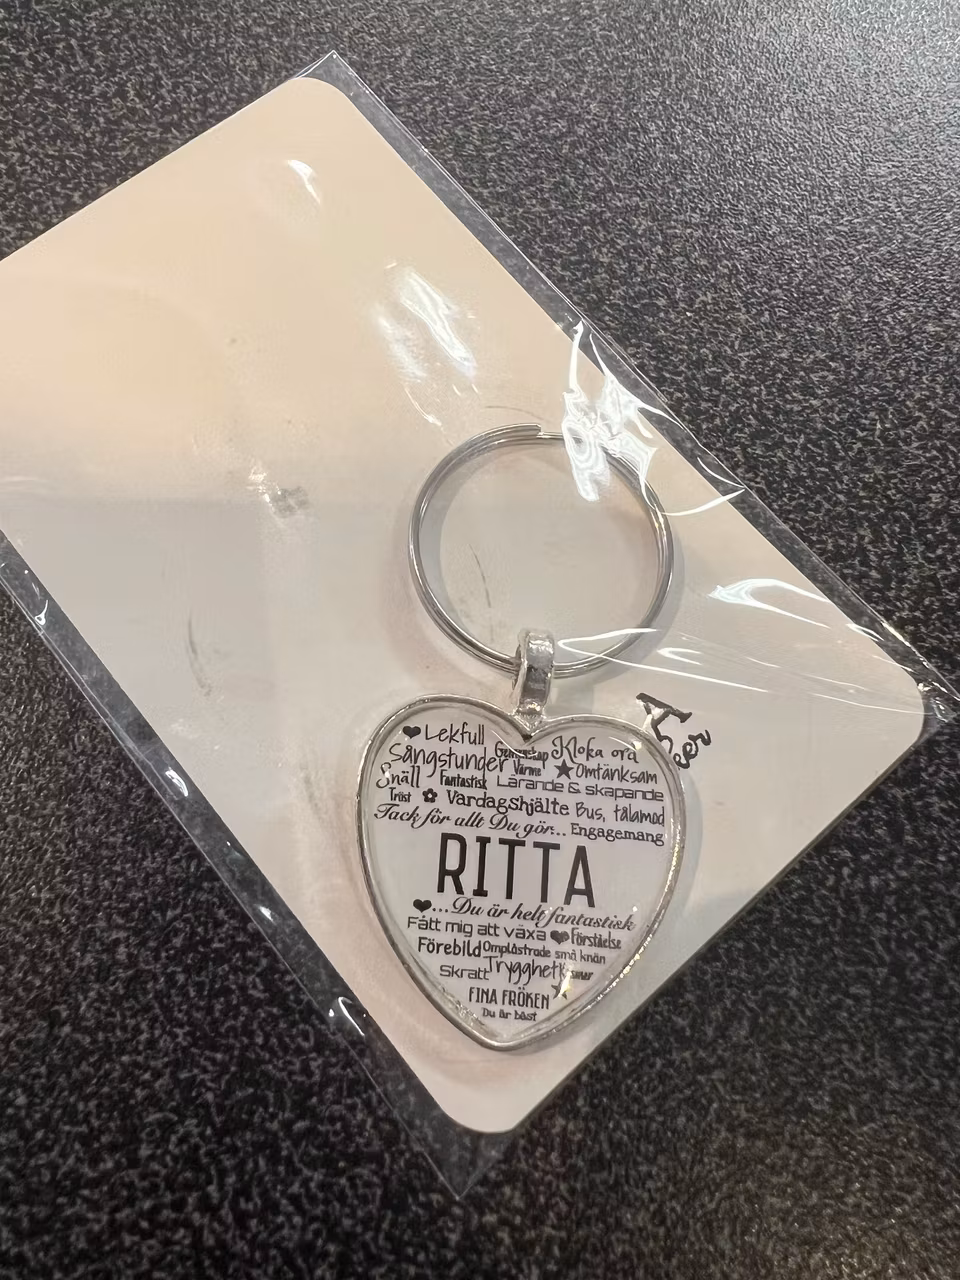 Lekfull Gemenskap Kloka ord
Sångstunder Värme Omtänksam
Snäll Fantastisk Lärande & skapande
Tröst Vardagshjälte Bus, tålamod
Tack för allt Du gör... Engagemang
RITTA
...Du är helt fantastisk
Fått mig att växa Förståelse
Förebild Omplåstrade små knän
Skratt Trygghet
FINA FRÖKEN
Du är bäst